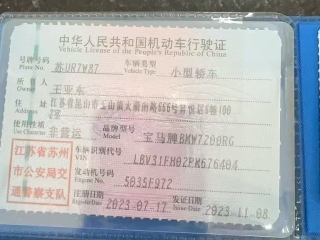 中华人民共和国机动车行驶证
Vehicle License of the People's Republic of China
号牌号码 苏UR7W87 车辆类型 小型轿车
Plate No. Vehicle Type
所有人 王亚东
Owner
住址 江苏省昆山市玉山镇
使用性质 非营运 品牌型号 宝马牌BMW7200RG
Use Character Model
车辆识别代号 LBV31FH02PK676404
VIN
发动机号码 5035F972
Engine No.
江苏省苏州
市公安局交
通警察支队
注册日期 2023-07-17 发证日期 2023-11-08
Register Date Issue Date